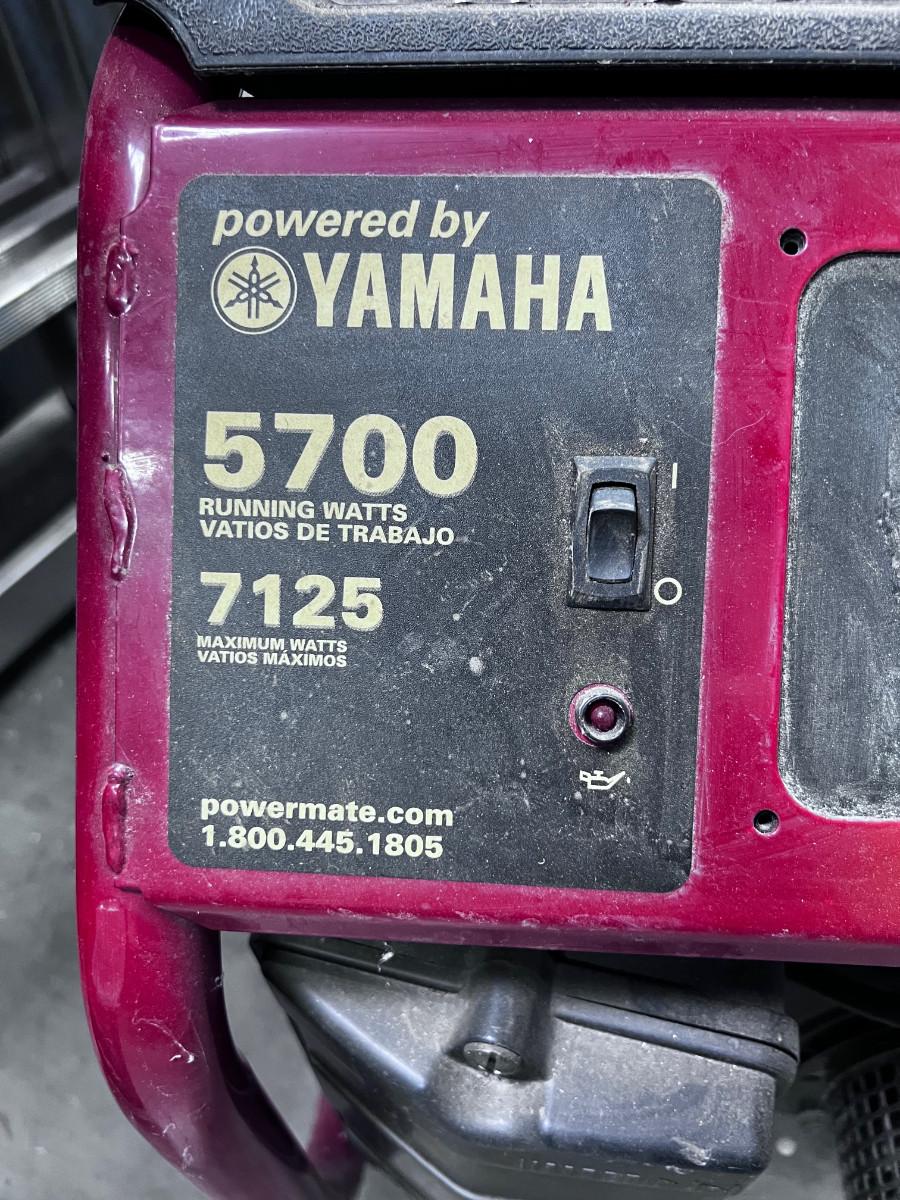 powered by
YAMAHA
5700
RUNNING WATTS
VATIOS DE TRABAJO
7125
MAXIMUM WATTS
VATIOS MÁXIMOS
I
O
powermate.com
1.800.445.1805